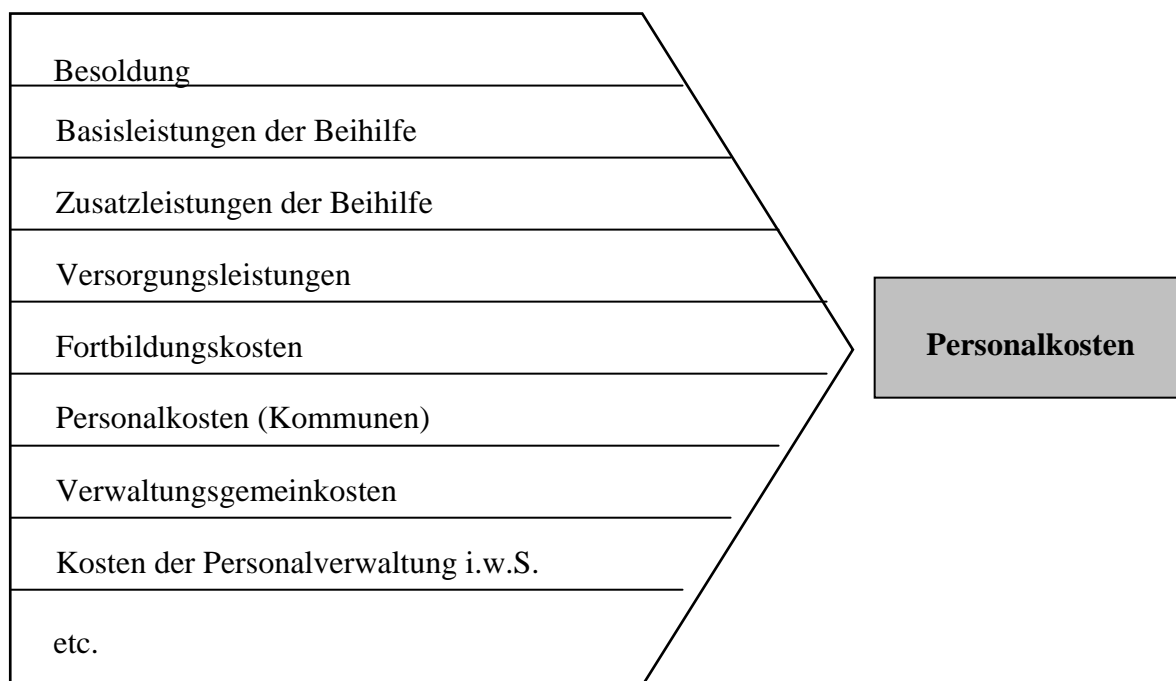 Besoldung
Basisleistungen der Beihilfe
Zusatzleistungen der Beihilfe
Versorgungsleistungen
Fortbildungskosten
Personalkosten
Personalkosten (Kommunen)
Verwaltungsgemeinkosten
Kosten der Personalverwaltung i.w.S.
etc.